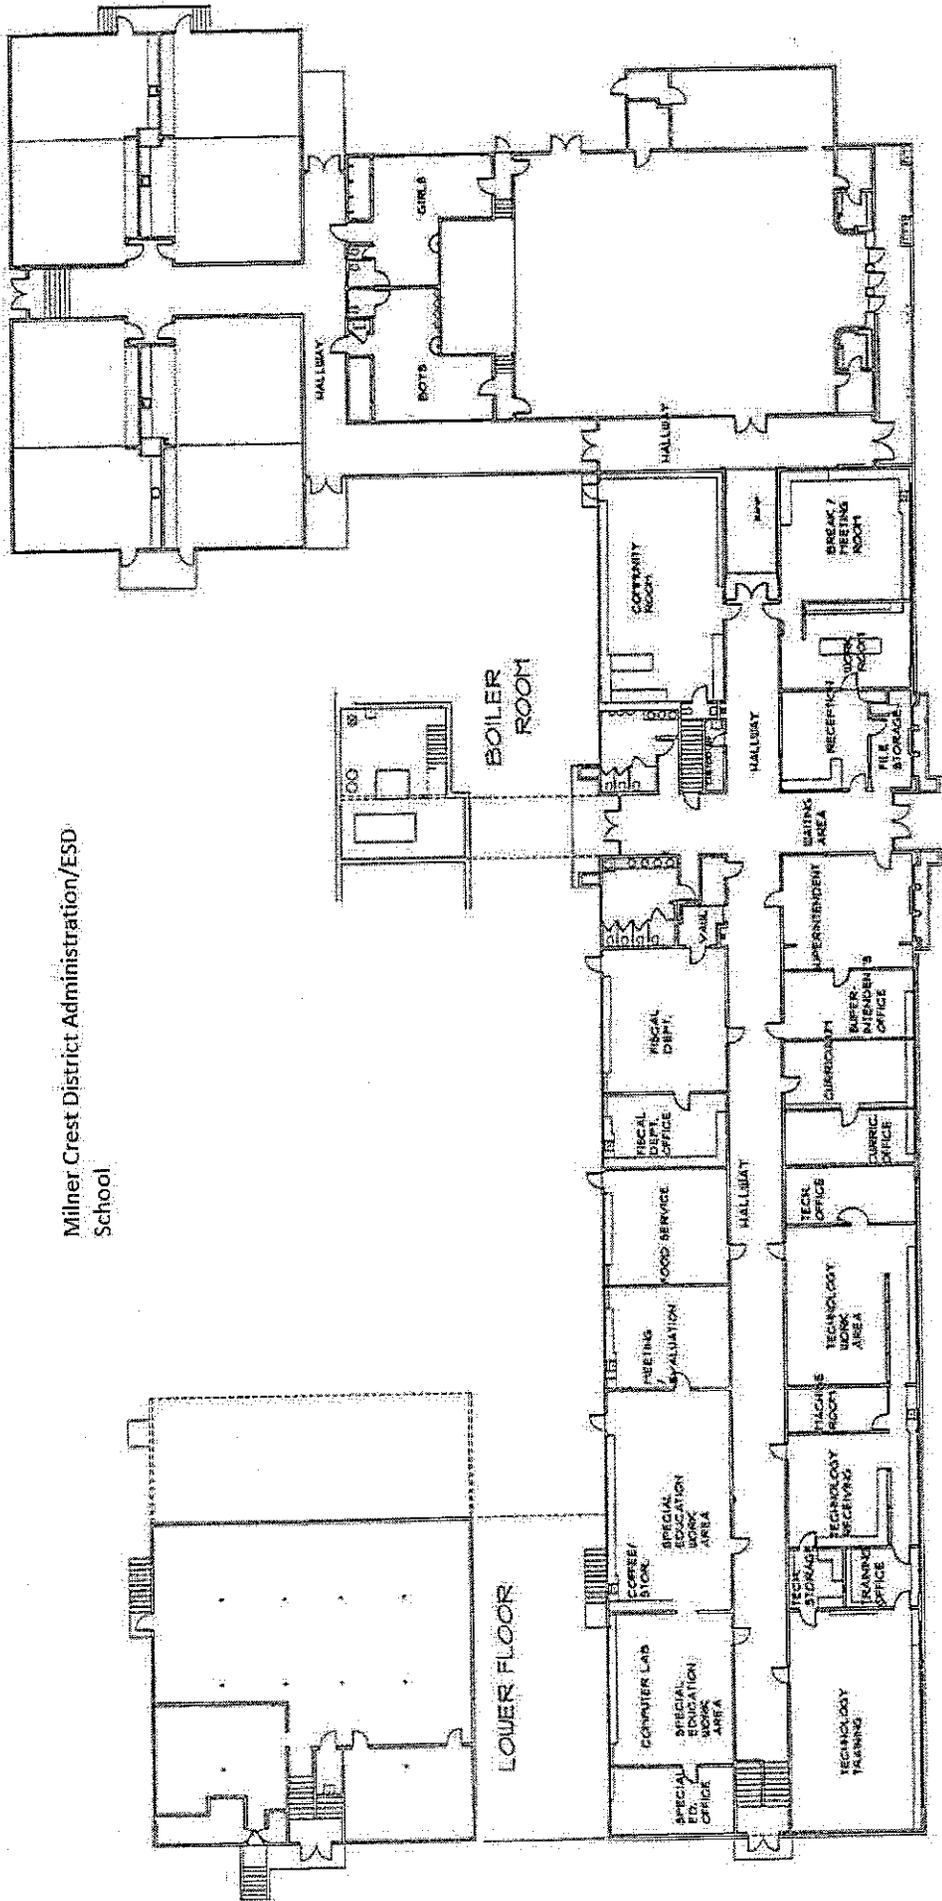 Milner Crest District Administration/ESD
School
GIRLS
BOYS
HALLWAY
HALLWAY
COMMUNITY
ROOM
RAMP
BREAK /
MEETING
ROOM
WORK
ROOM
RECEPTION
FILE
STORAGE
HALLWAY
WAITING
AREA
BOILER
ROOM
VAULT
SUPERINTENDENT
SUPER-
INTENDENT'S
OFFICE
FISCAL
DEPT.
CURRICULUM
FISCAL
DEPT.
OFFICE
CURRIC.
OFFICE
HALLWAY
FOOD SERVICE
TECH.
OFFICE
MEETING
/
EVALUATION
TECHNOLOGY
WORK
AREA
MACHINE
ROOM
SPECIAL
EDUCATION
WORK
AREA
TECHNOLOGY
RECEIVING
COFFEE/
STOR.
TECH.
STORAGE
TRAINING
OFFICE
LOWER FLOOR
COMPUTER LAB
SPECIAL
EDUCATION
WORK
AREA
TECHNOLOGY
TRAINING
SPECIAL
ED.
OFFICE